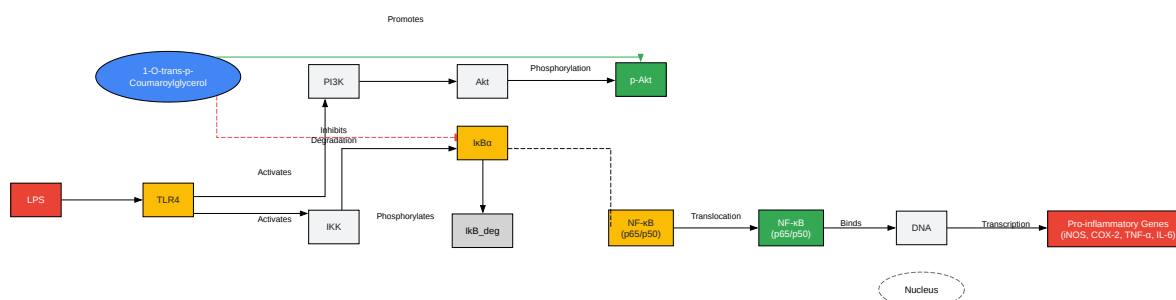 Promotes
1-O-trans-p-
Coumaroylglycerol
PI3K
Akt
Phosphorylation
p-Akt
Inhibits
Degradation
IκBα
Activates
LPS
TLR4
Activates
IKK
Phosphorylates
IkB_deg
NF-κB
(p65/p50)
Translocation
NF-κB
(p65/p50)
Binds
DNA
Transcription
Pro-inflammatory Genes
(iNOS, COX-2, TNF-α, IL-6)
Nucleus